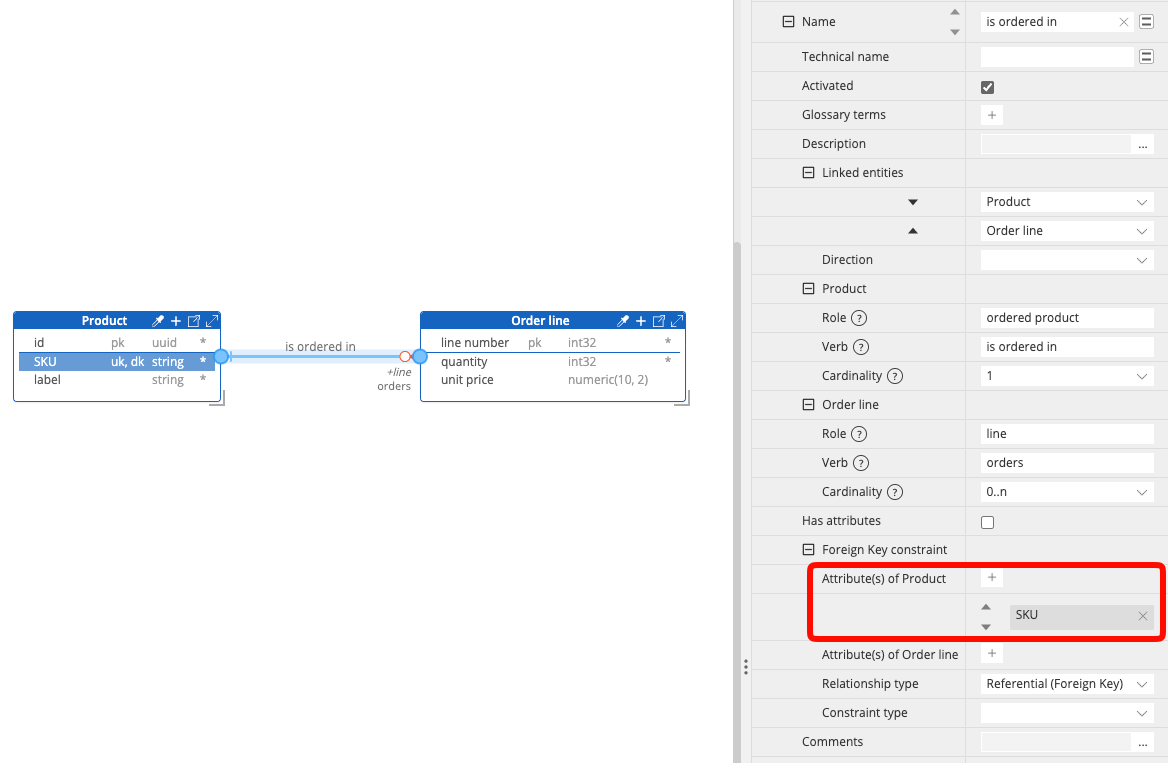 Product
id pk uuid *
SKU uk, dk string *
label string *
is ordered in
+line
orders
Order line
line number pk int32 *
quantity int32 *
unit price numeric(10, 2)
Name is ordered in
Technical name
Activated
Glossary terms +
Description ...
Linked entities
Product
Order line
Direction
Product
Role ? ordered product
Verb ? is ordered in
Cardinality ? 1
Order line
Role ? line
Verb ? orders
Cardinality ? 0..n
Has attributes
Foreign Key constraint
Attribute(s) of Product +
SKU
Attribute(s) of Order line +
Relationship type Referential (Foreign Key)
Constraint type
Comments ...